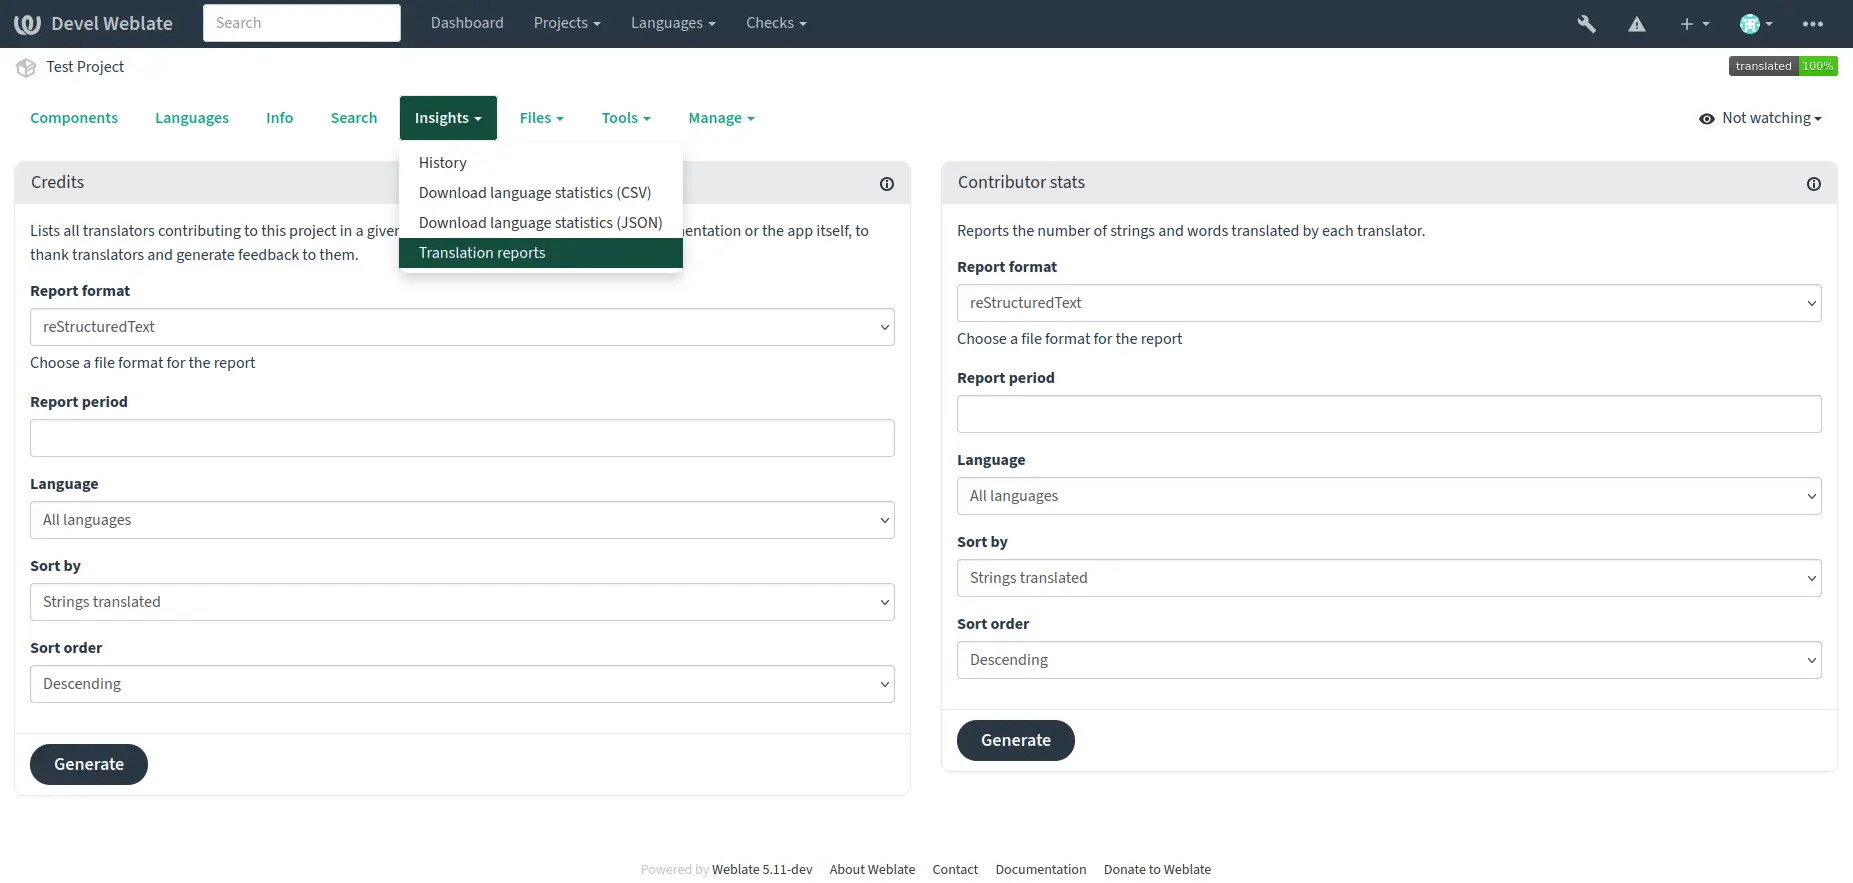 Devel Weblate
Search
Dashboard
Projects
Languages
Checks
Test Project
translated 100%
Components
Languages
Info
Search
Insights
Files
Tools
Manage
Not watching
History
Download language statistics (CSV)
Download language statistics (JSON)
Translation reports
Credits
Lists all translators contributing to this project in a
thank translators and generate feedback to them.
or the app itself, to
Report format
reStructuredText
Choose a file format for the report
Report period
Language
All languages
Sort by
Strings translated
Sort order
Descending
Generate
Contributor stats
Reports the number of strings and words translated by each translator.
Report format
reStructuredText
Choose a file format for the report
Report period
Language
All languages
Sort by
Strings translated
Sort order
Descending
Generate
Powered by Weblate 5.11-dev About Weblate Contact Documentation Donate to Weblate